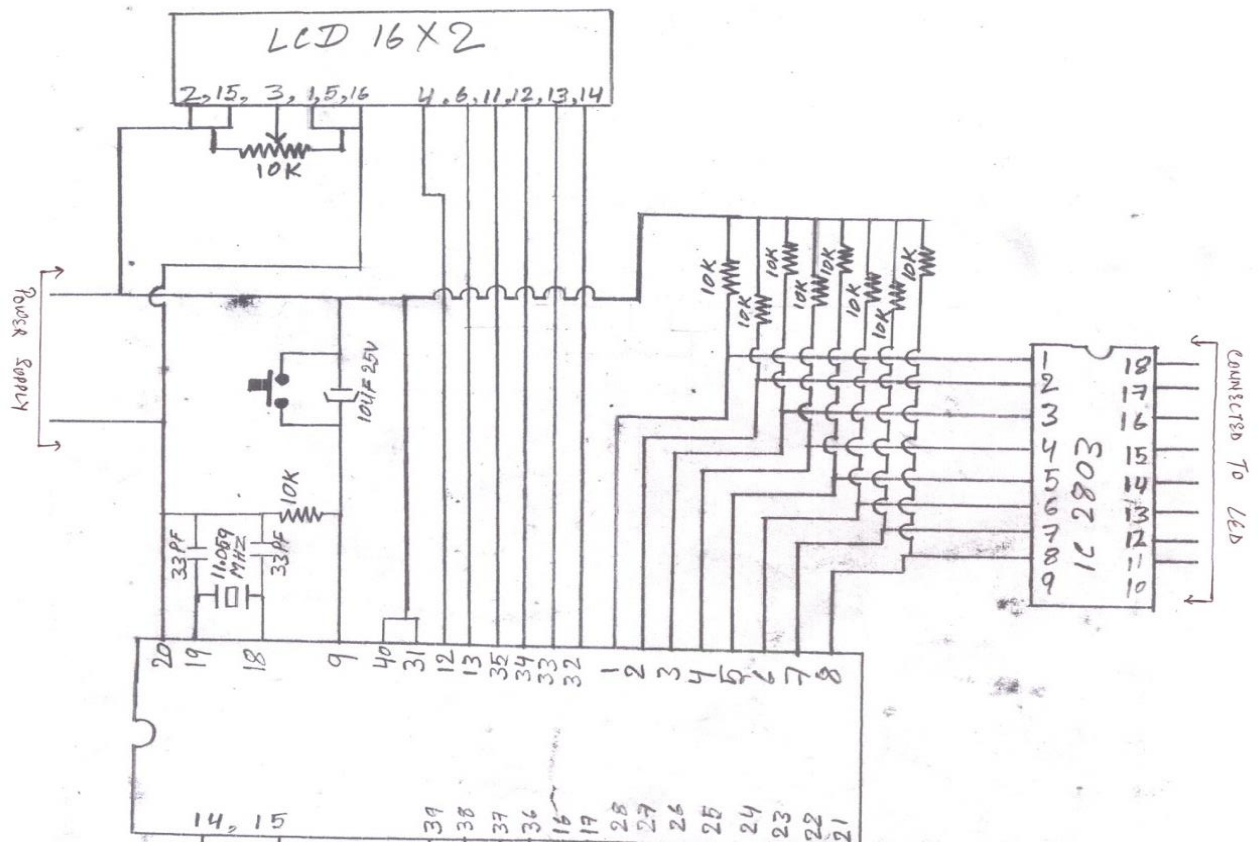 LCD 16X2
2, 15, 3, 1, 5, 16 4, 6, 11, 12, 13, 14
10K
10K
10K
10K
10K
10K
10K
10K
10K
POWER SUPPLY
10UF 25V
10K
33PF
11.059
MHZ
33PF
1
2
3
4
5
6
7
8
9
IC 2803
18
17
16
15
14
13
12
11
10
CONNECTED TO LED
20 19 18 9 40 31 12 13 35 34 33 32 1 2 3 4 5 6 7 8
14, 15 39 38 37 36 16 17 28 27 26 25 24 23 22 21